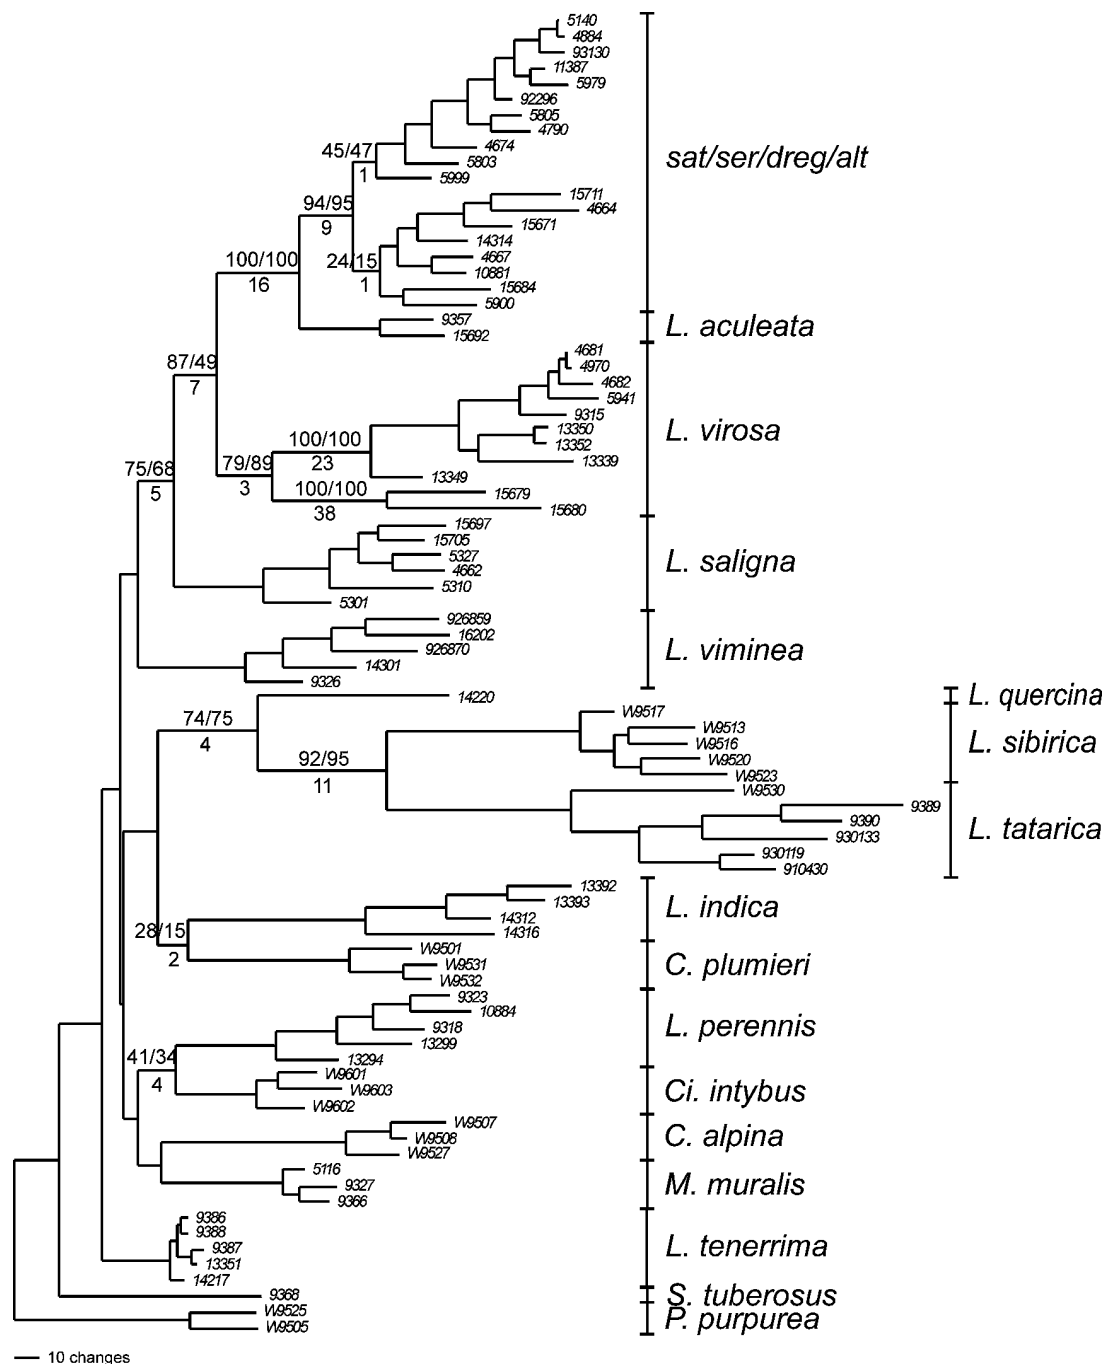 5140
4884
93130
11387
5979
92296
5805
4790
45/47
4674
sat/ser/dreg/alt
5803
1
5999
94/95
15711
4664
9
15671
14314
100/100
24/15
4667
10881
16
1
15684
5900
9357
L. aculeata
15692
4681
4970
87/49
4682
7
5941
9315
13350
L. virosa
100/100
13352
79/89
23
13339
75/68
13349
5
3
100/100
15679
38
15680
15697
15705
5327
L. saligna
4662
5310
5301
926859
16202
926870
L. viminea
14301
9326
14220
L. quercina
74/75
W9517
4
W9513
W9516
L. sibirica
92/95
W9520
11
W9523
W9530
9389
9390
L. tatarica
930133
930119
910430
13392
13393
L. indica
14312
28/15
14316
2
W9501
W9531
C. plumieri
W9532
9323
10884
9318
L. perennis
13299
41/34
13294
4
W9601
W9603
Ci. intybus
W9602
W9507
W9508
C. alpina
W9527
5116
9327
M. muralis
9366
9386
9388
9387
L. tenerrima
13351
14217
9368
S. tuberosus
W9525
P. purpurea
W9505
10 changes